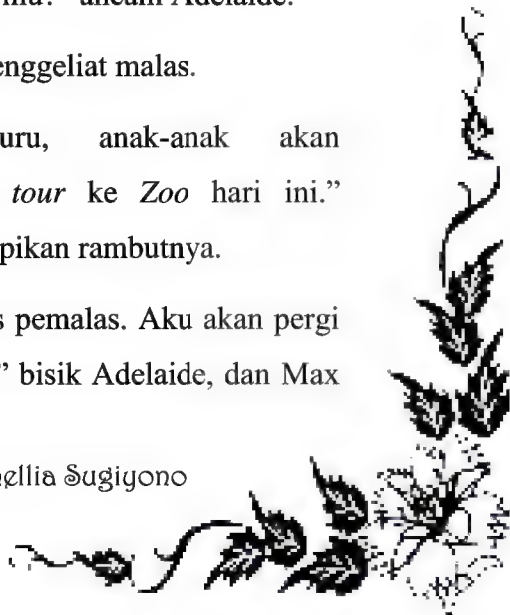 ancam Adelaide.
enggeliat malas.
uru, anak-anak akan
tour ke Zoo hari ini.”
pikan rambutnya.
s pemalas. Aku akan pergi
” bisik Adelaide, dan Max
ellia Sugiyono